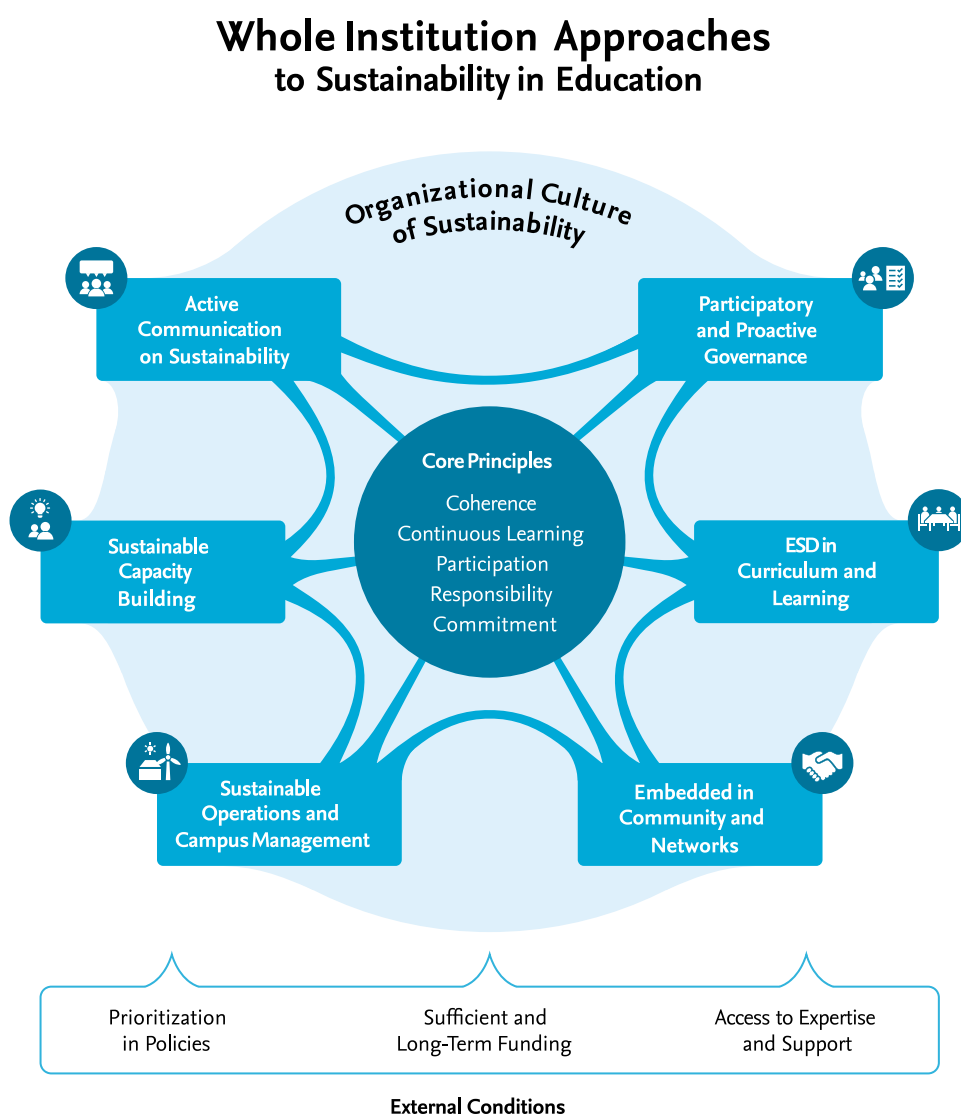 Whole Institution Approaches
to Sustainability in Education
Organizational Culture
of Sustainability
Active
Communication
on Sustainability
Participatory
and Proactive
Governance
Core Principles
Coherence
Continuous Learning
Participation
Responsibility
Commitment
Sustainable
Capacity
Building
ESD in
Curriculum and
Learning
Sustainable
Operations and
Campus Management
Embedded in
Community and
Networks
Prioritization
in Policies
Sufficient and
Long-Term Funding
Access to Expertise
and Support
External Conditions